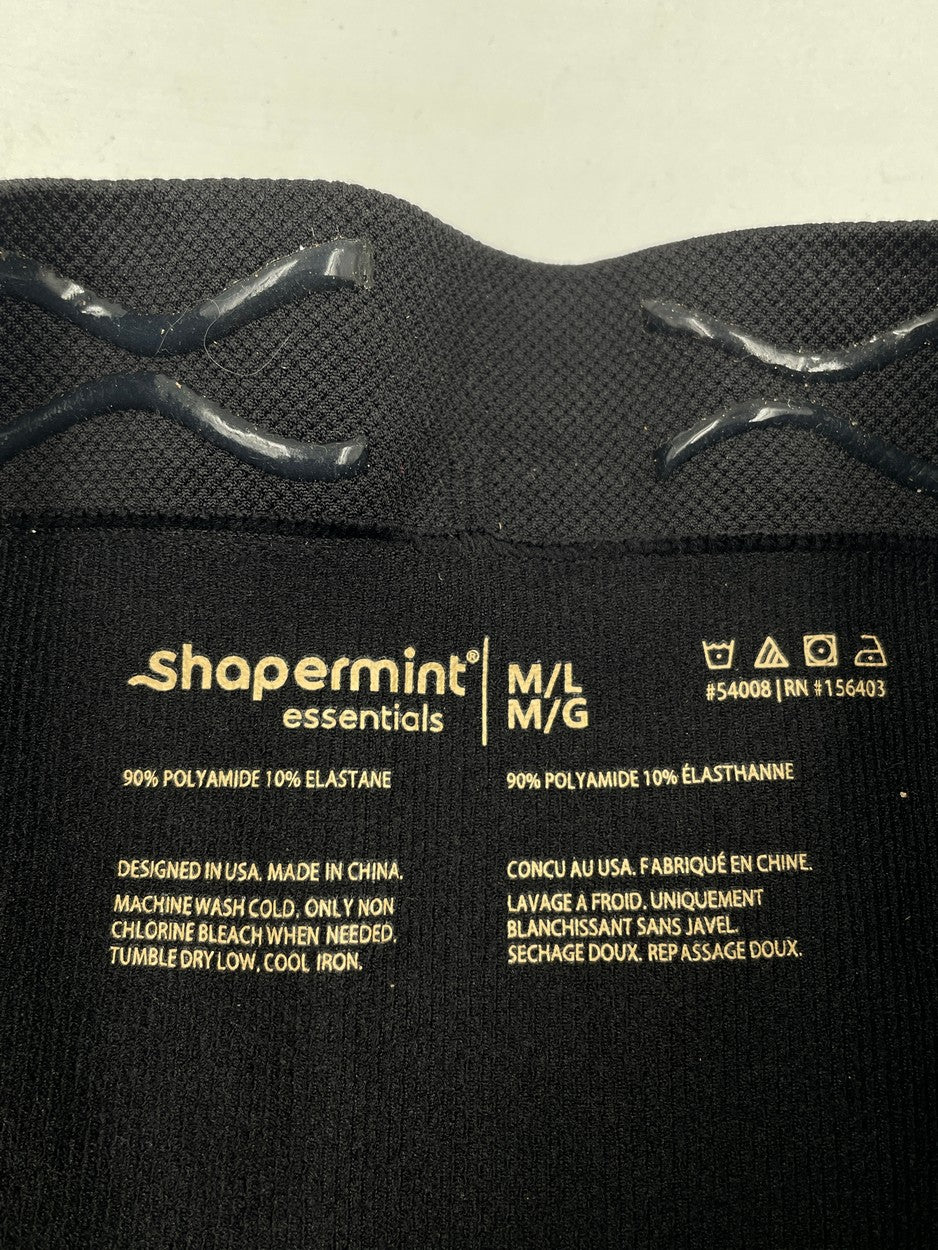 shapermint®
essentials
M/L
M/G
#54008 | RN #156403
90% POLYAMIDE 10% ELASTANE
90% POLYAMIDE 10% ÉLASTHANNE
DESIGNED IN USA. MADE IN CHINA.
MACHINE WASH COLD, ONLY NON
CHLORINE BLEACH WHEN NEEDED.
TUMBLE DRY LOW, COOL IRON.
CONCU AU USA. FABRIQUÉ EN CHINE.
LAVAGE A FROID. UNIQUEMENT
BLANCHISSANT SANS JAVEL.
SECHAGE DOUX. REPASSAGE DOUX.